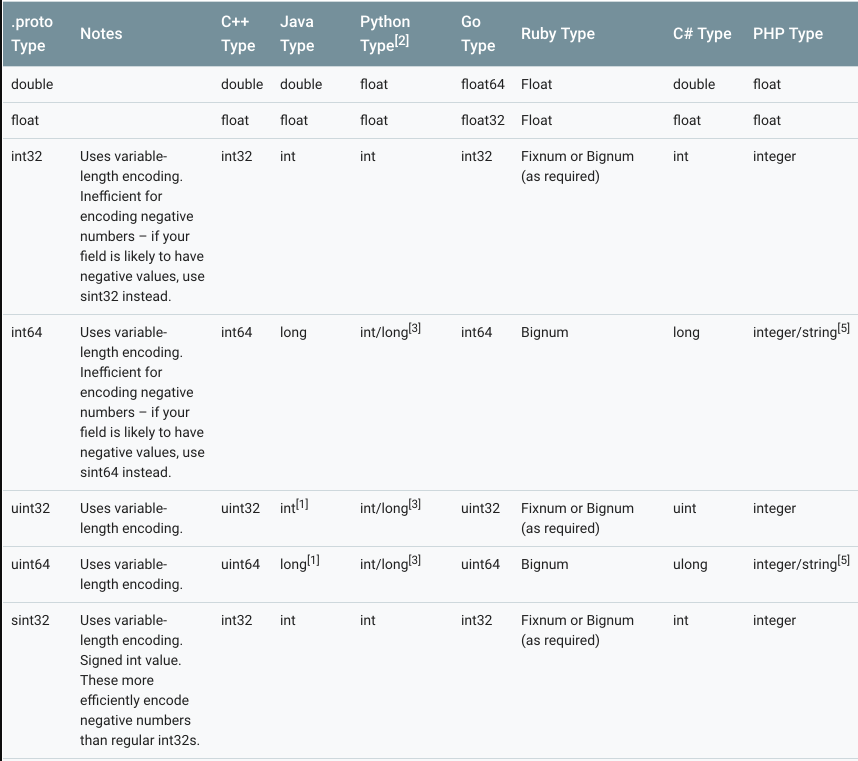 .proto Type Notes C++ Type Java Type Python Type[2] Go Type Ruby Type C# Type PHP Type
double double double float float64 Float double float
float float float float float32 Float float float
int32 Uses variable- int32 int int int32 Fixnum or Bignum int integer
length encoding. (as required)
Inefficient for
encoding negative
numbers – if your
field is likely to have
negative values, use
sint32 instead.
int64 Uses variable- int64 long int/long[3] int64 Bignum long integer/string[5]
length encoding.
Inefficient for
encoding negative
numbers – if your
field is likely to have
negative values, use
sint64 instead.
uint32 Uses variable- uint32 int[1] int/long[3] uint32 Fixnum or Bignum uint integer
length encoding. (as required)
uint64 Uses variable- uint64 long[1] int/long[3] uint64 Bignum ulong integer/string[5]
length encoding.
sint32 Uses variable- int32 int int int32 Fixnum or Bignum int integer
length encoding. (as required)
Signed int value.
These more
efficiently encode
negative numbers
than regular int32s.